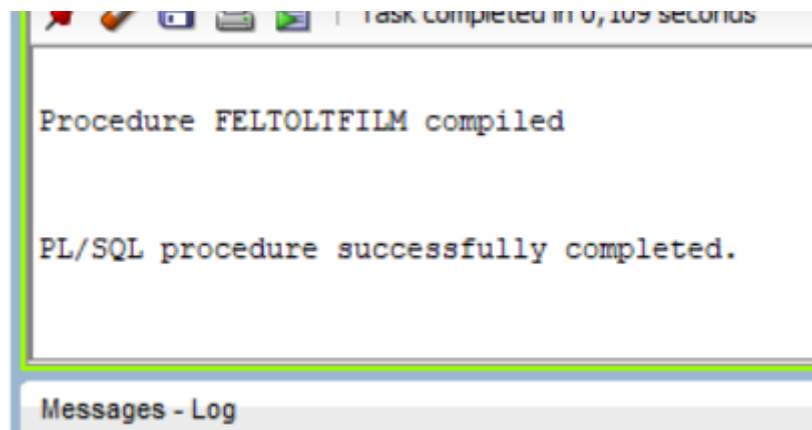 Task completed in 0,109 seconds
Procedure FELTOLTFILM compiled
PL/SQL procedure successfully completed.
Messages - Log